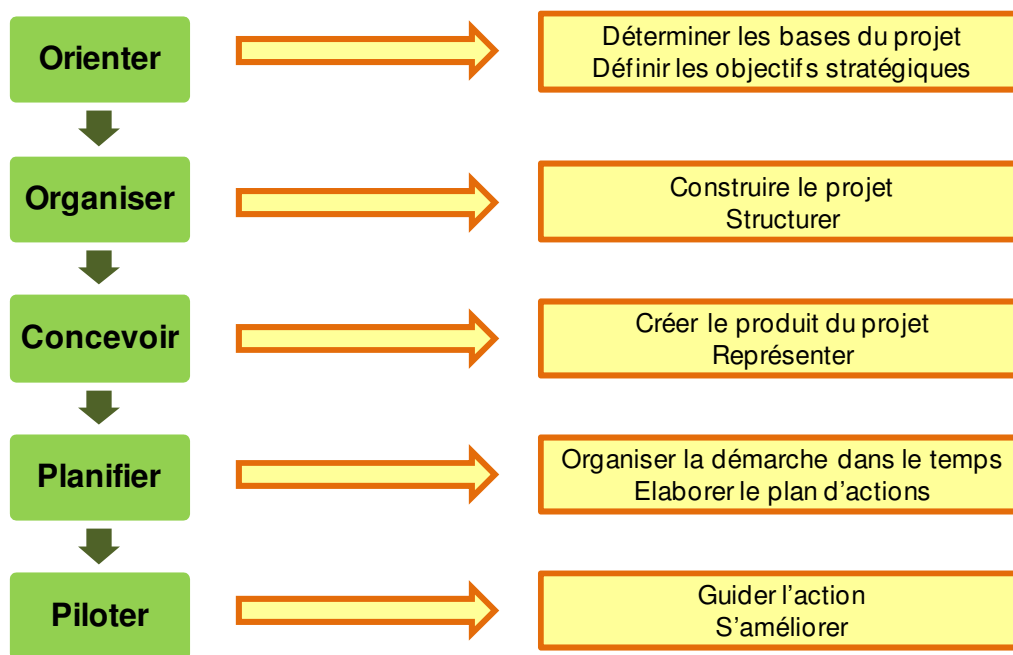 Orienter
Déterminer les bases du projet
Définir les objectifs stratégiques
Organiser
Construire le projet
Structurer
Concevoir
Créer le produit du projet
Représenter
Planifier
Organiser la démarche dans le temps
Elaborer le plan d'actions
Piloter
Guider l'action
S'améliorer